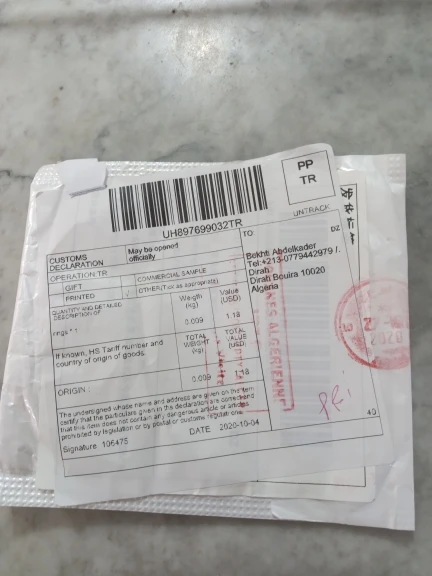 PP
TR
UH897699032TR
UNTRACK
CUSTOMS
DECLARATION
May be opened
officially
TO
DZ
OPERATION:TR
GIFT
COMMERCIAL SAMPLE
PRINTED
OTHER(Tick as appropriate)
QUANTITY AND DETAILED
DESCRIPTION OF
Weight
(kg)
Value
(USD)
rings * 1
0.009
1.18
If known, HS Tariff number and
country of origin of goods
TOTAL
WEIGHT
(kg)
TOTAL
VALUE
(USD)
0.009
1.18
ORIGIN :
Bekhti Abdelkader
Tel:+213-0779442979 /.
Dirah
Dirah Bouira 10020
Algeria
The undersigned whose name and address are given on the item
certify that the particulars given in the declaration are correct and
that this item does not contain any dangerous article or articles
prohibited by legislation or by postal or customs regulations
Signature 106475
DATE 2020-10-04
40
ALGERIENNE
2020